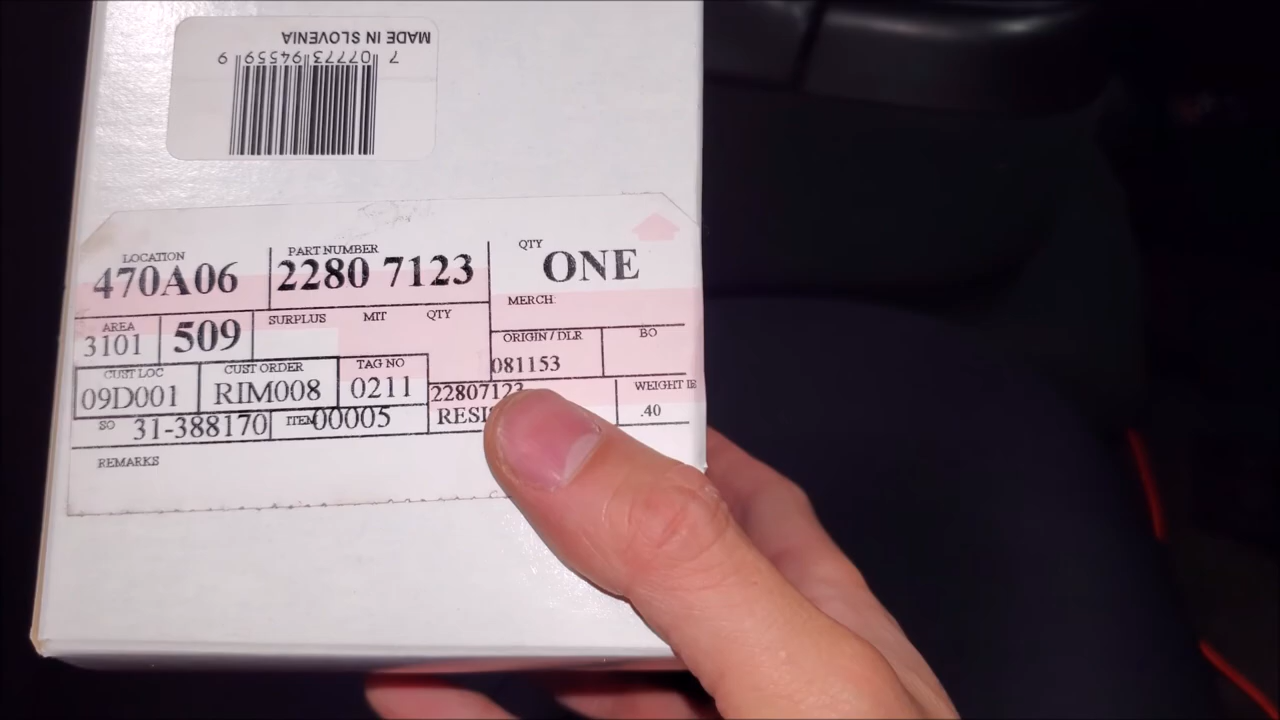 MADE IN SLOVENIA
7 07773 94559 9
LOCATION
470A06
PART NUMBER
2280 7123
QTY
ONE
MERCH:
AREA
3101
509
SURPLUS MIT QTY
ORIGIN / DLR
081153
BO
CUST LOC
09D001
CUST ORDER
RIM008
TAG NO
0211
22807123
WEIGHT
.40
SO 31-388170
ITEM 00005
REMARKS